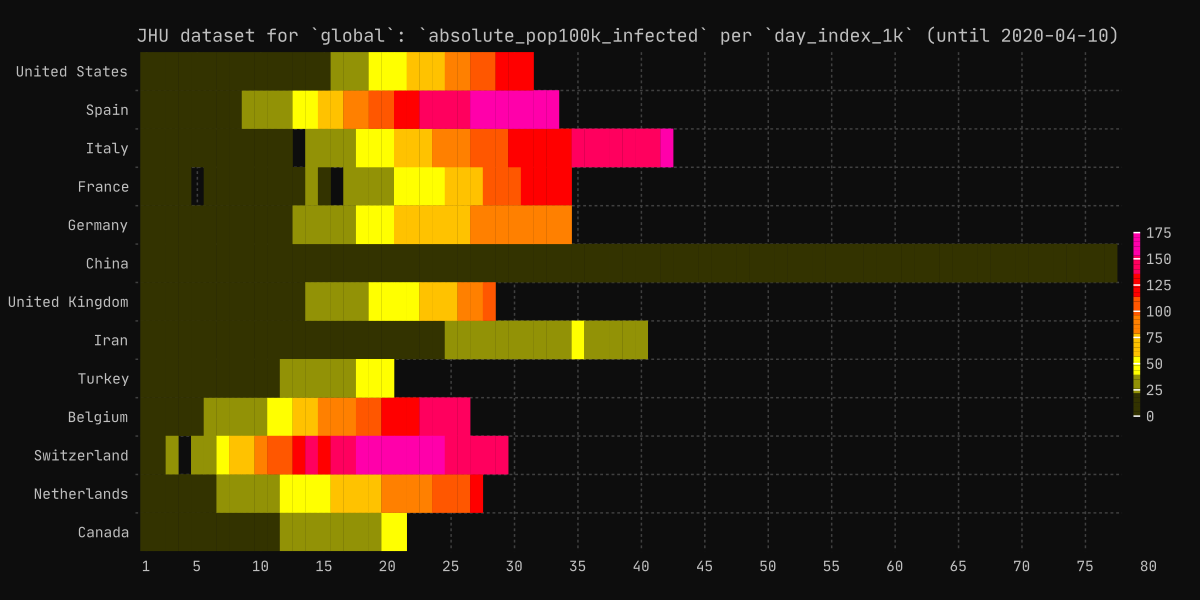 JHU dataset for `global`: `absolute_pop100k_infected` per `day_index_1k` (until 2020-04-10)
United States
Spain
Italy
France
Germany
China
United Kingdom
Iran
Turkey
Belgium
Switzerland
Netherlands
Canada
175
150
125
100
75
50
25
0
1 5 10 15 20 25 30 35 40 45 50 55 60 65 70 75 80